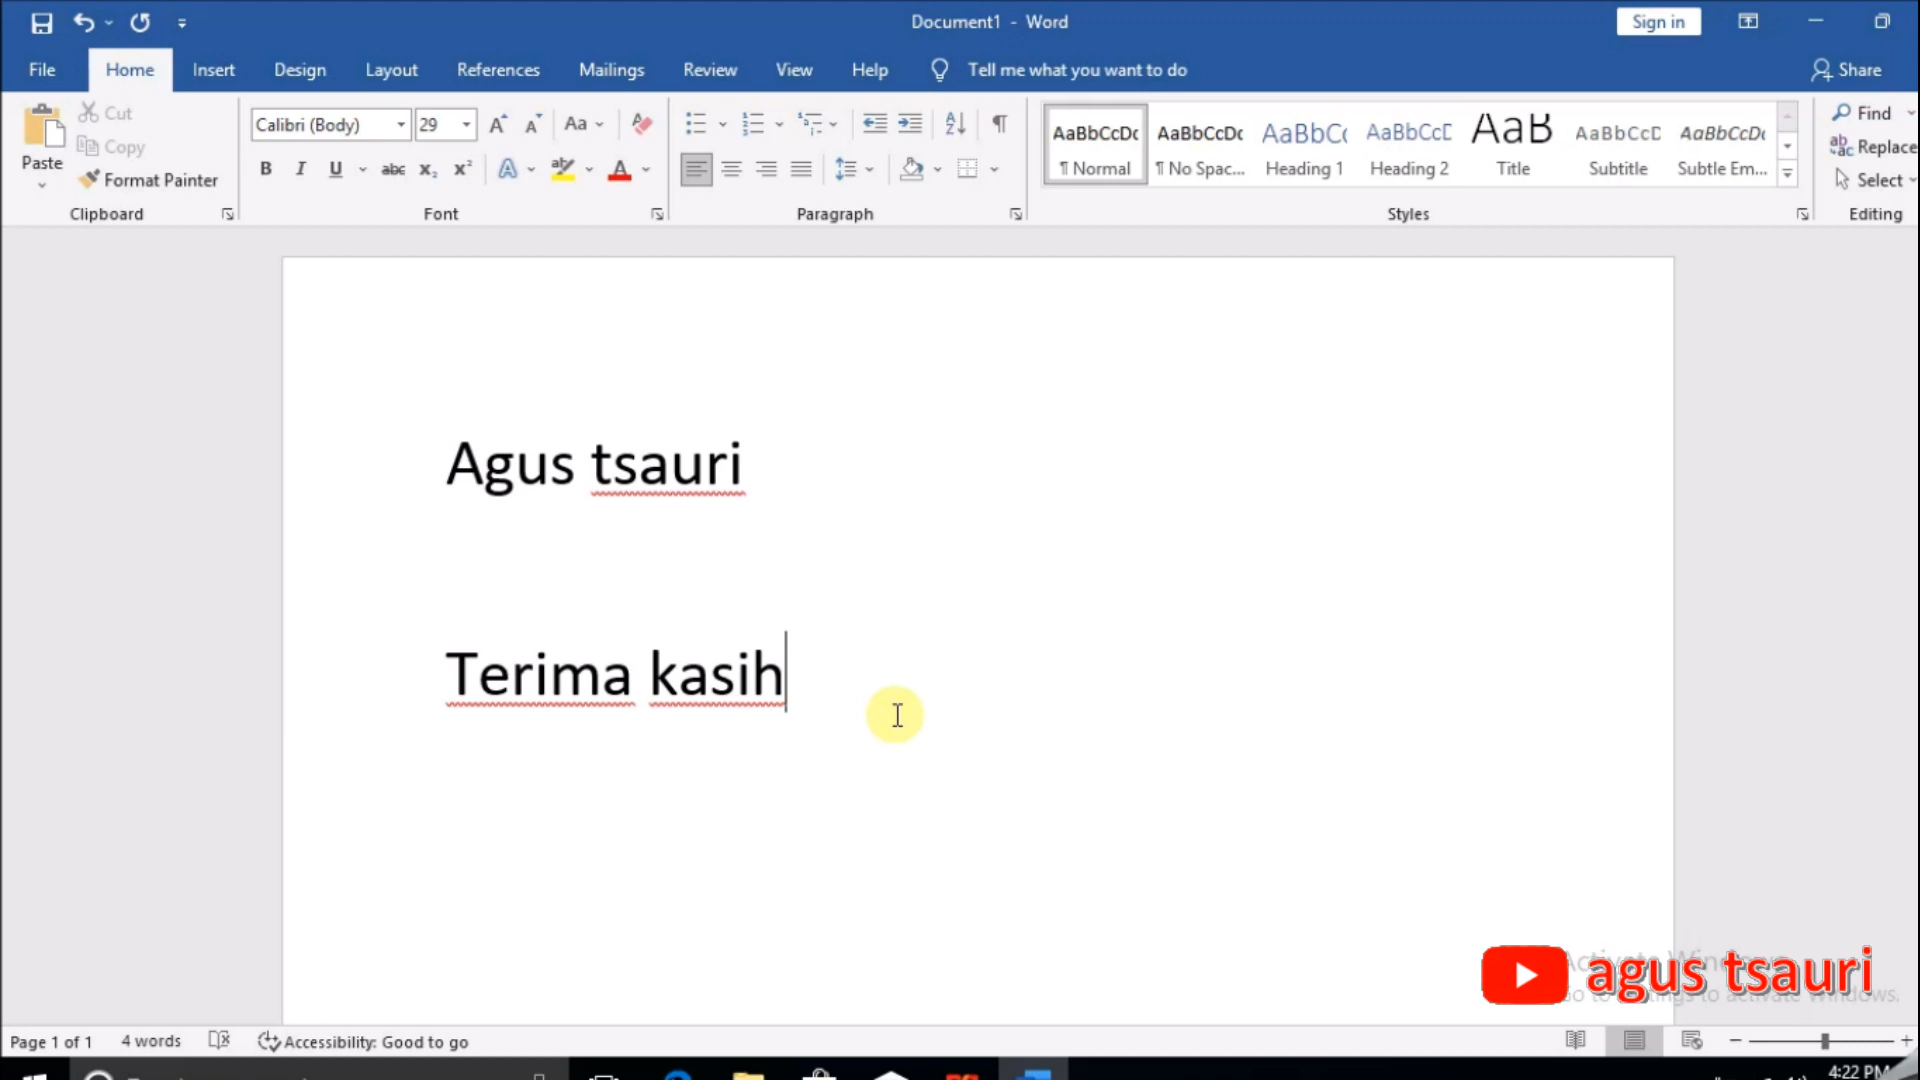 Document1 - Word
Sign in
File Home Insert Design Layout References Mailings Review View Help Tell me what you want to do Share
Paste
Cut
Copy
Format Painter
Clipboard
Calibri (Body) 29
Font
Paragraph
AaBbCcDc AaBbCcDc AaBbCc AaBbCcD AaB AaBbCcD AaBbCcDc
¶ Normal ¶ No Spac... Heading 1 Heading 2 Title Subtitle Subtle Em...
Styles
Find
Replace
Select
Editing
Agus tsauri
Terima kasih
agus tsauri
Page 1 of 1 4 words Accessibility: Good to go
4:22 PM